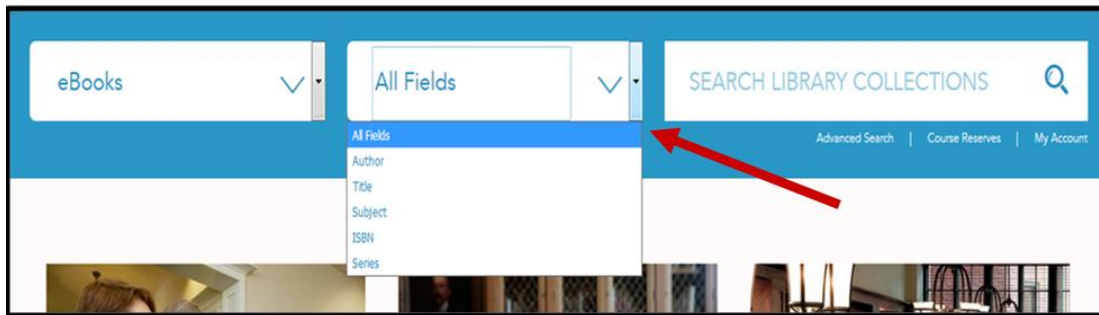 eBooks
All Fields
SEARCH LIBRARY COLLECTIONS
Advanced Search | Course Reserves | My Account
All Fields
Author
Title
Subject
ISBN
Series